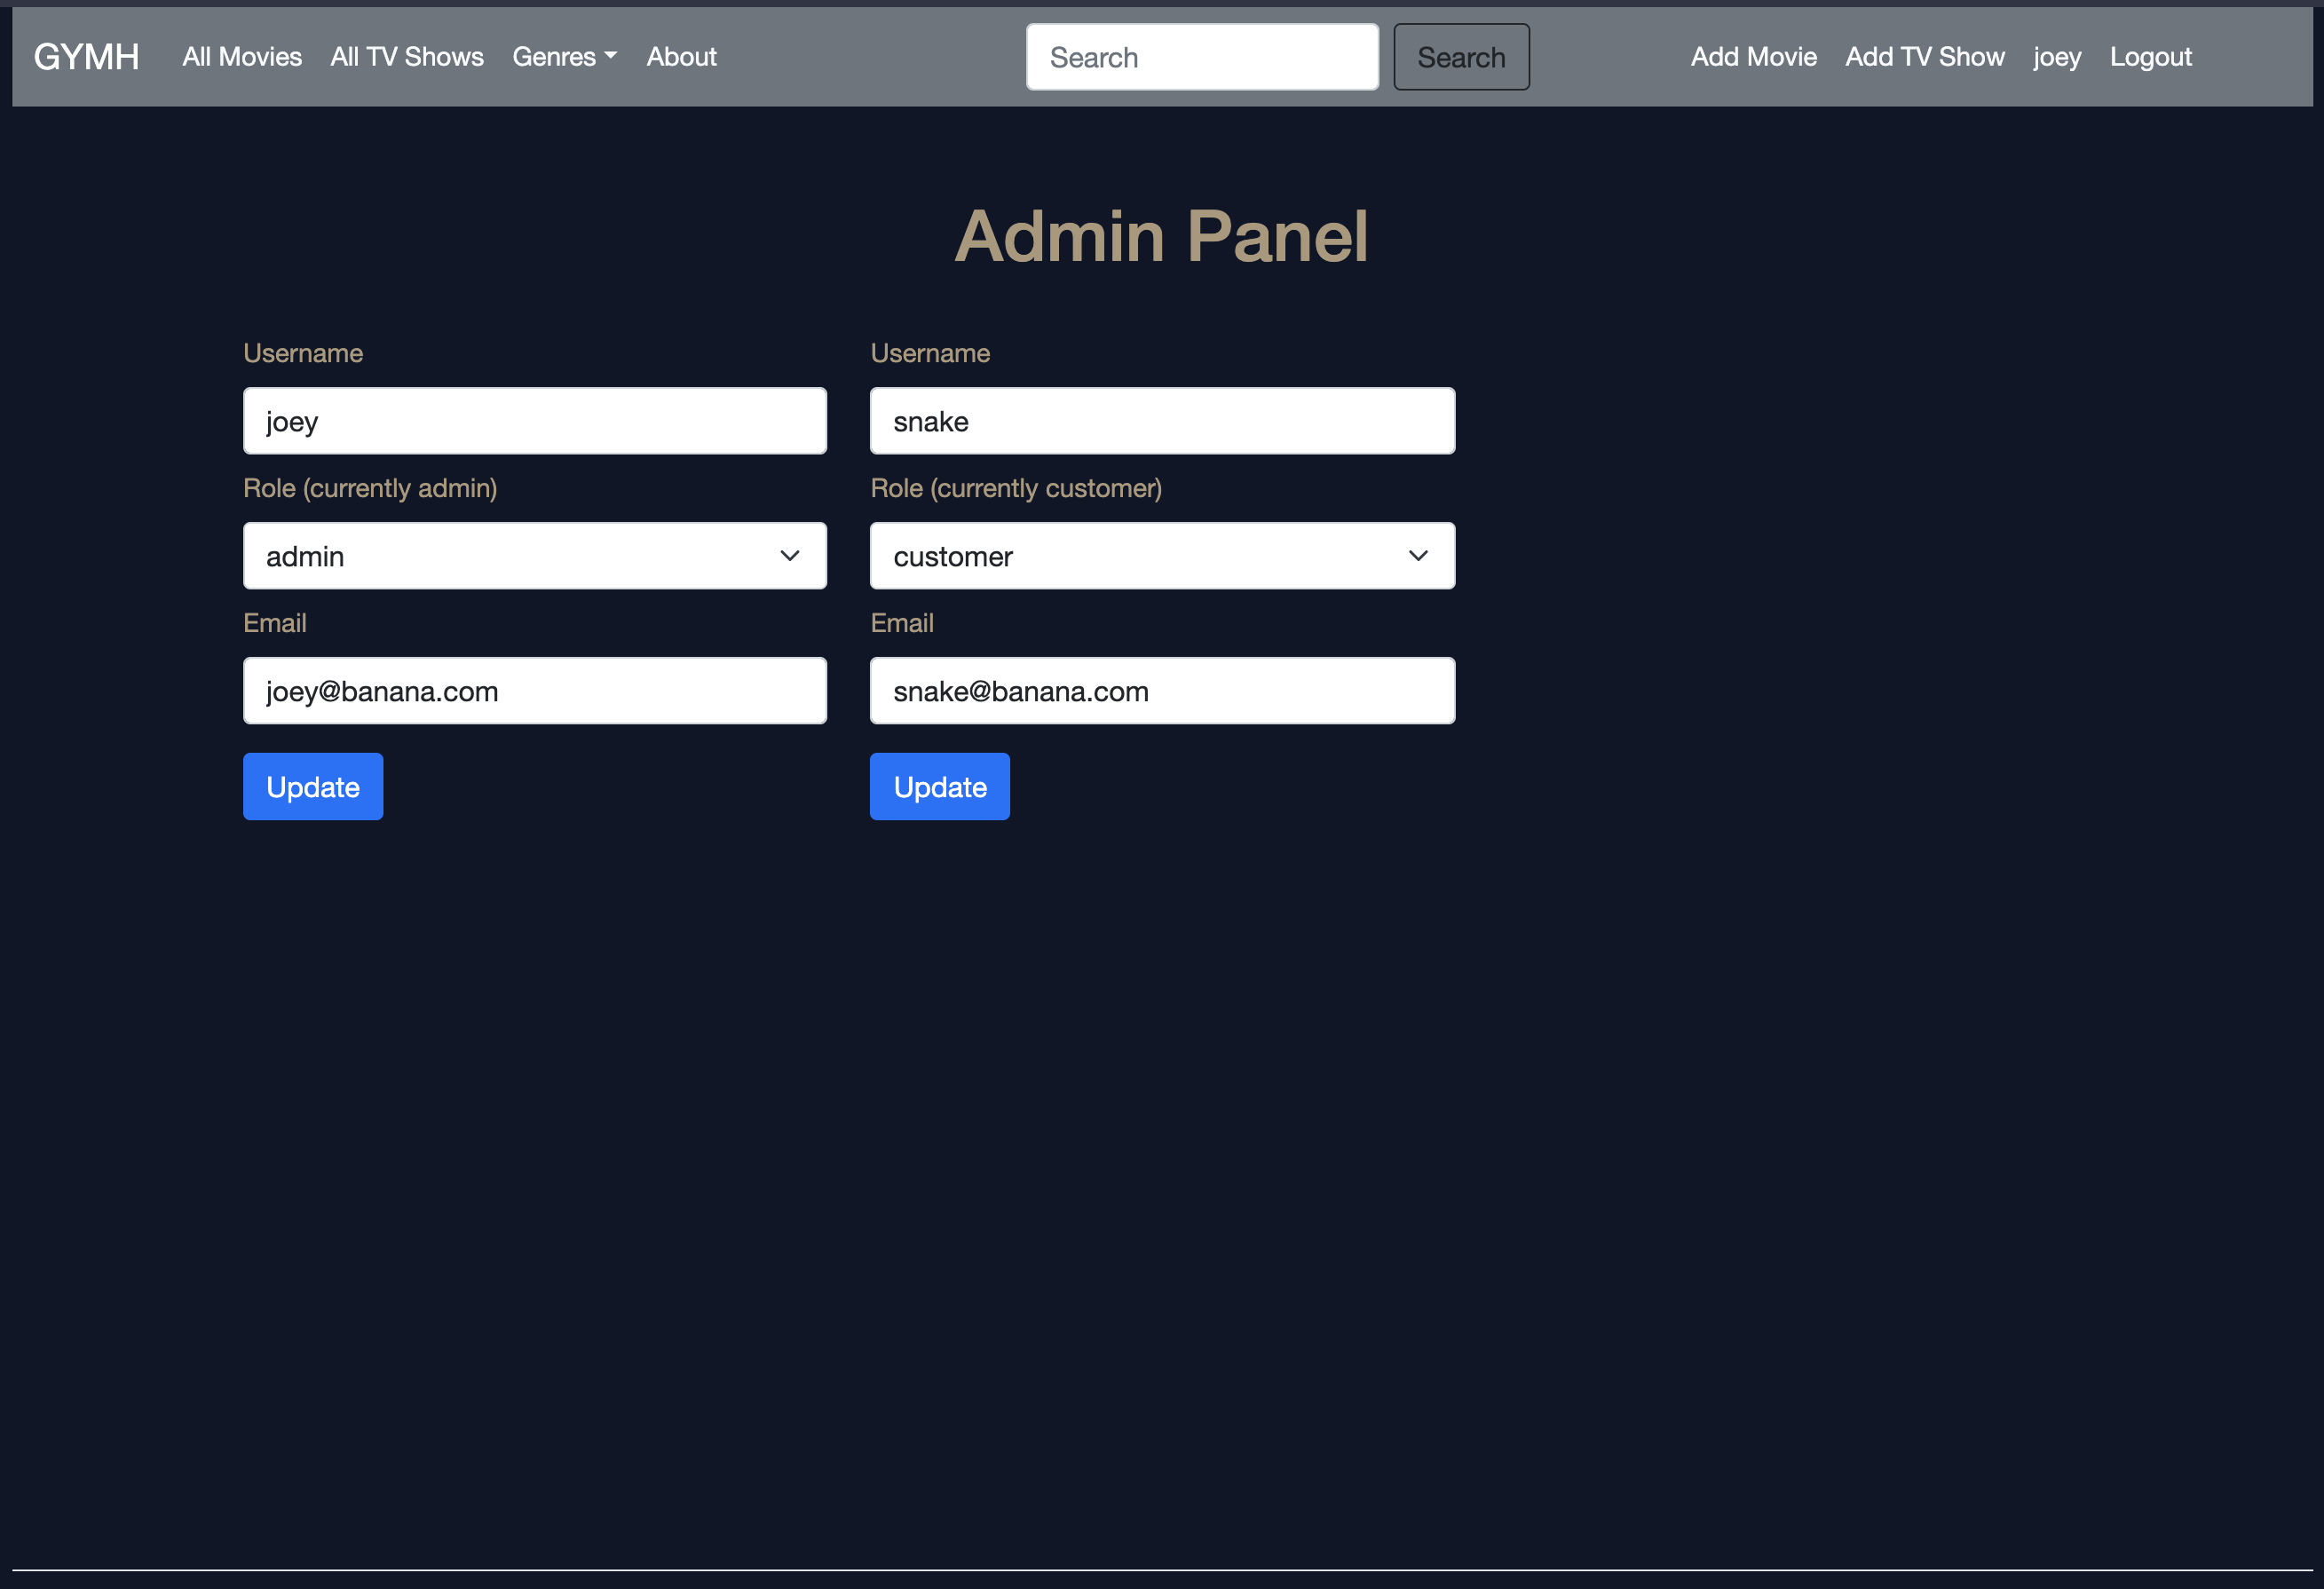 GYMH All Movies All TV Shows Genres About Search Search Add Movie Add TV Show joey Logout
Admin Panel
Username
joey
Role (currently admin)
admin
Email
joey@banana.com
Update
Username
snake
Role (currently customer)
customer
Email
snake@banana.com
Update